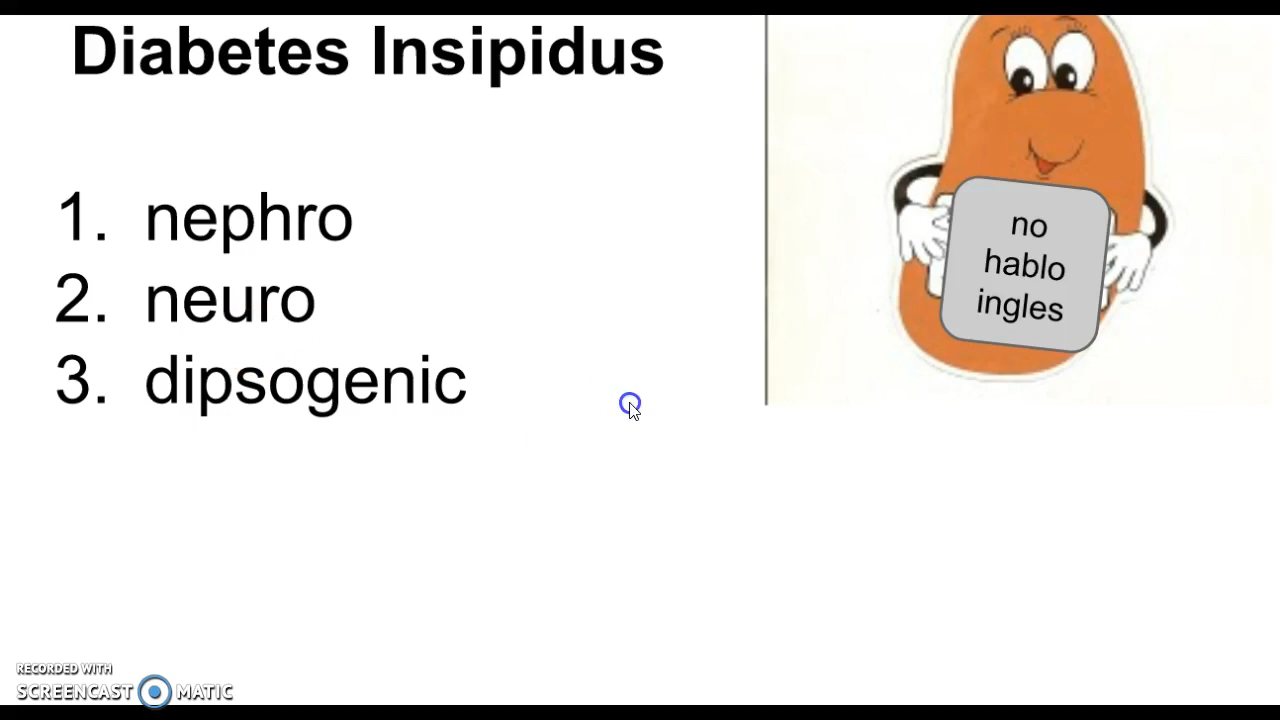 Diabetes Insipidus
1. nephro
2. neuro
3. dipsogenic
no
hablo
ingles
RECORDED WITH
SCREENCAST MATIC